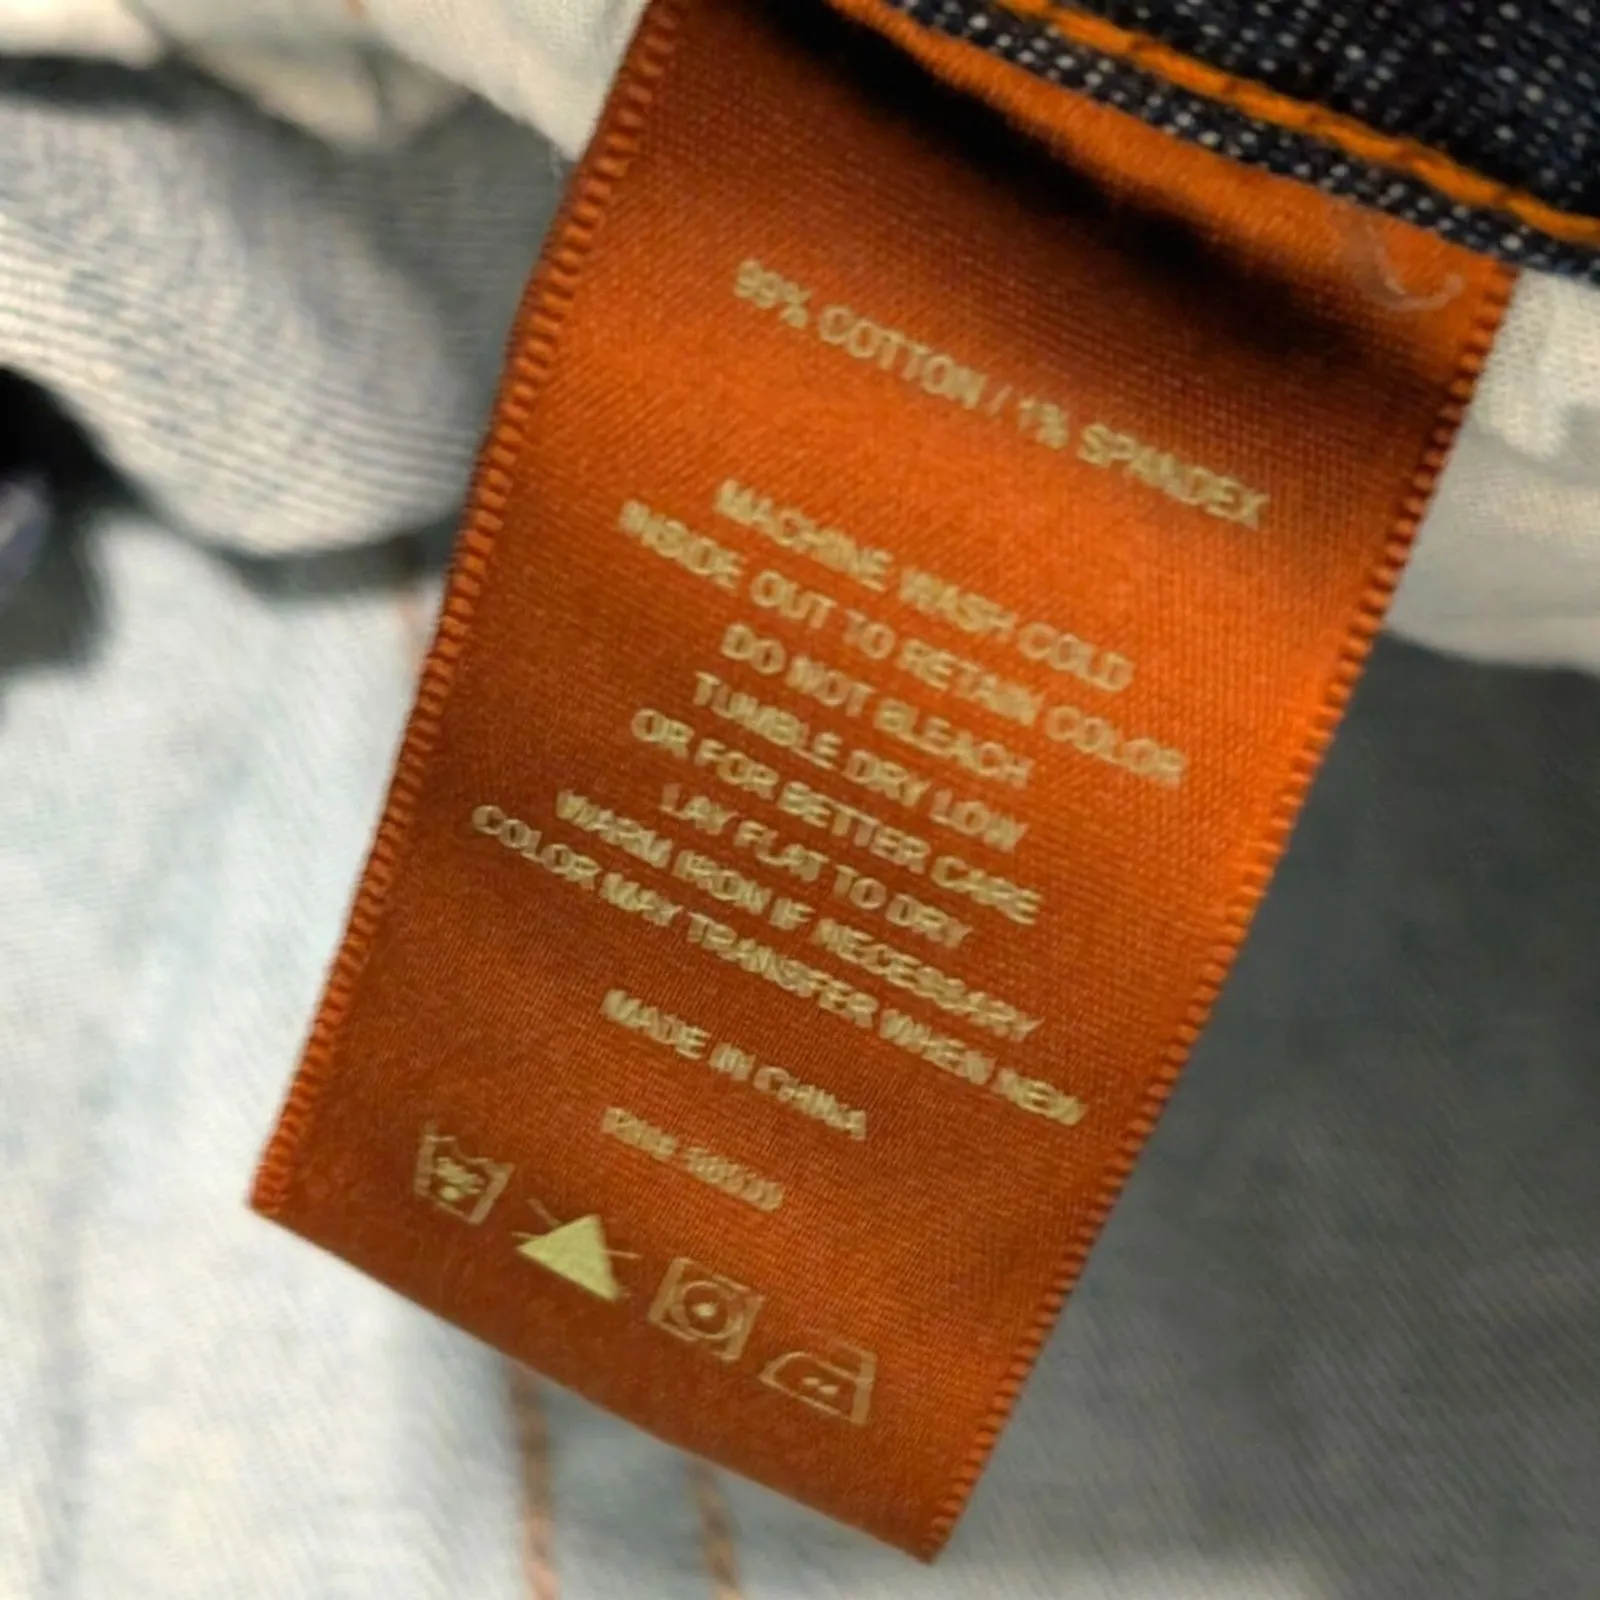 99% COTTON / 1% SPANDEX
MACHINE WASH COLD
INSIDE OUT TO RETAIN COLOR
DO NOT BLEACH
TUMBLE DRY LOW
OR FOR BETTER CARE
LAY FLAT TO DRY
WARM IRON IF NECESSARY
COLOR MAY TRANSFER WHEN NEW
MADE IN CHINA